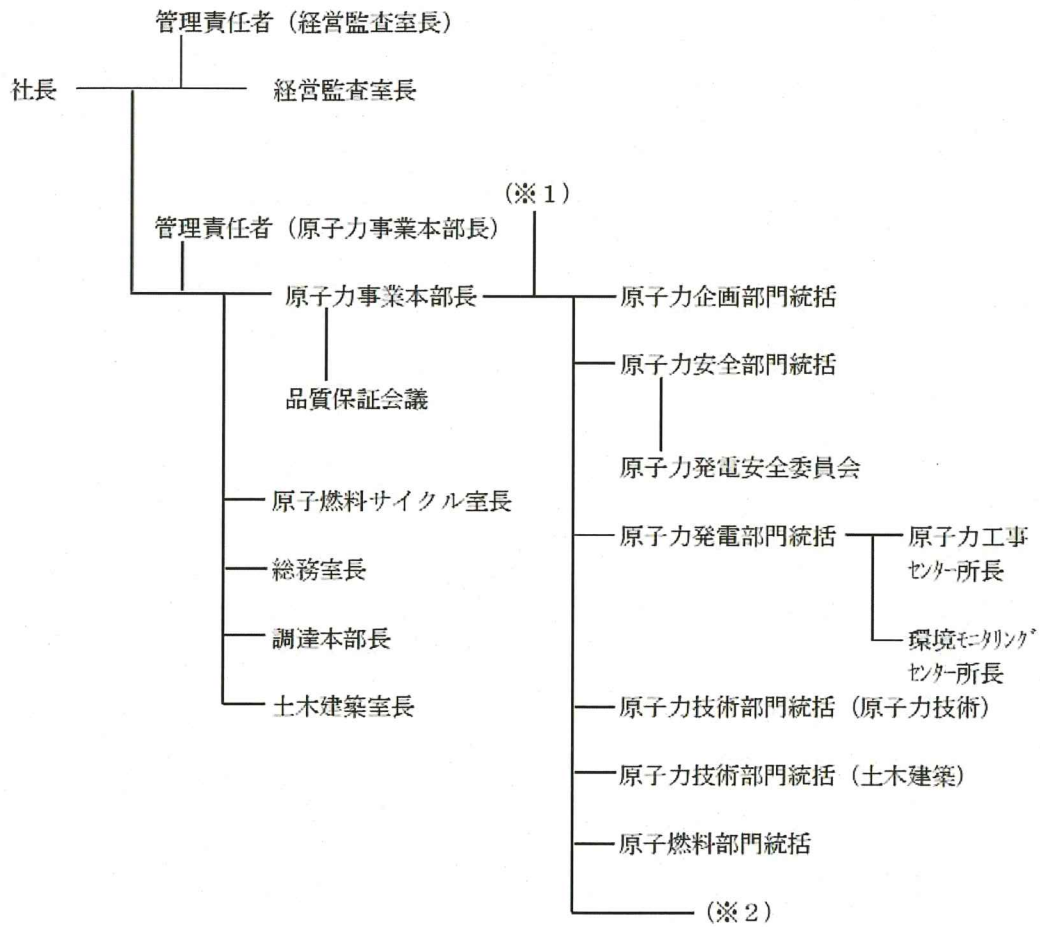 管理責任者（経営監査室長）
社長
経営監査室長
（※１）
管理責任者（原子力事業本部長）
原子力事業本部長
原子力企画部門統括
原子力安全部門統括
品質保証会議
原子力発電安全委員会
原子燃料サイクル室長
原子力発電部門統括
原子力工事
ｾﾝﾀｰ所長
総務室長
調達本部長
環境ﾓﾆﾀﾘﾝｸﾞ
ｾﾝﾀｰ所長
土木建築室長
原子力技術部門統括（原子力技術）
原子力技術部門統括（土木建築）
原子燃料部門統括
（※２）